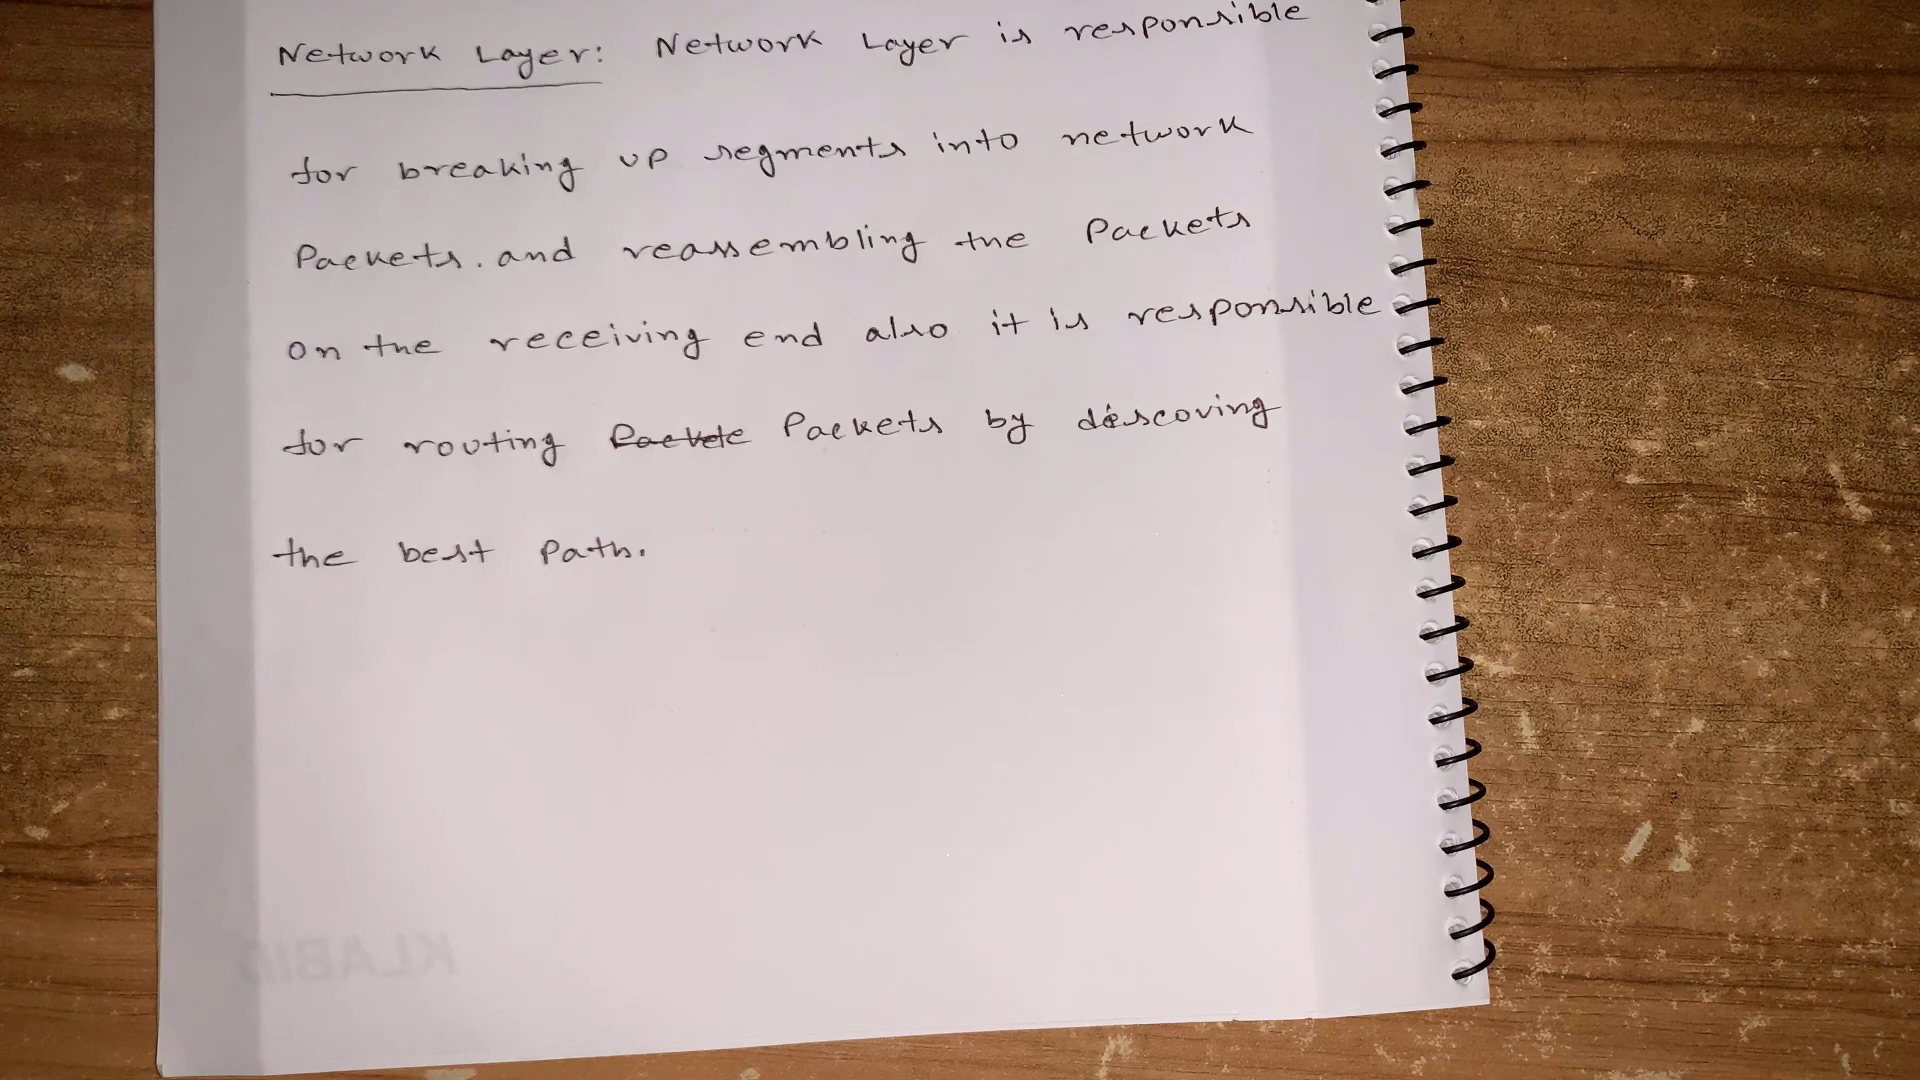 Network Layer: Network Layer is responsible
for breaking up segments into network
Packets. and reassembling the Packets
on the receiving end also it is responsible
for routing Packete Packets by discoving
the best Path.